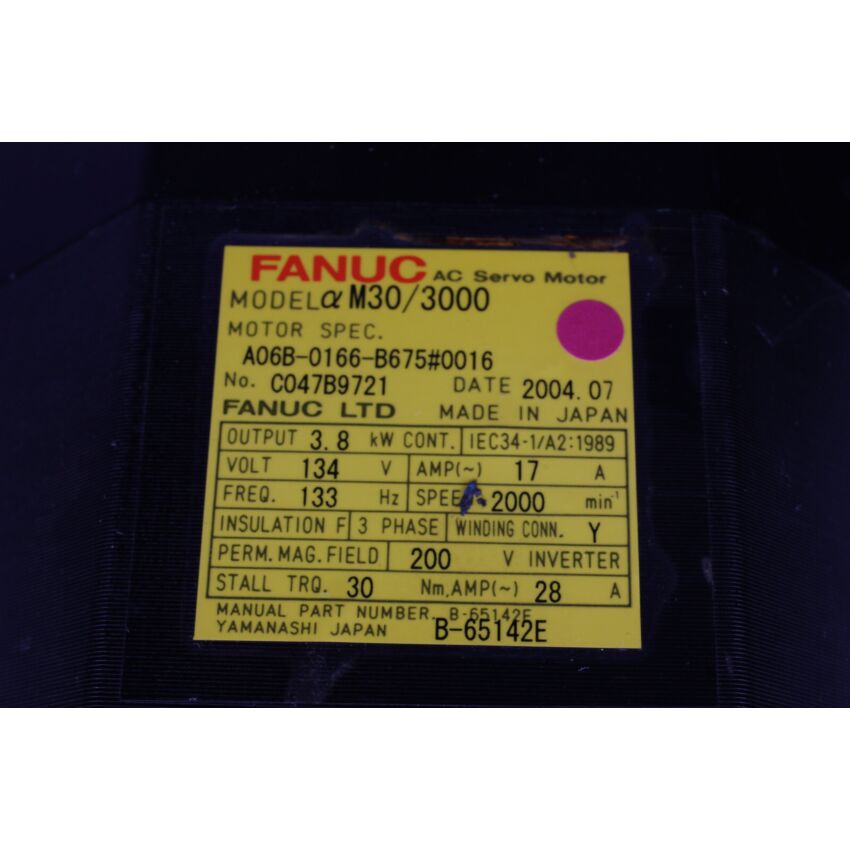 FANUC AC Servo Motor
MODEL α M30/3000
MOTOR SPEC.
A06B-0166-B675#0016
No. C047B9721 DATE 2004.07
FANUC LTD MADE IN JAPAN
OUTPUT 3.8 kW CONT. IEC34-1/A2:1989
VOLT 134 V AMP(~) 17 A
FREQ. 133 Hz SPEED 2000 min⁻¹
INSULATION F 3 PHASE WINDING CONN. Y
PERM.MAG.FIELD 200 V INVERTER
STALL TRQ. 30 Nm,AMP(~) 28 A
MANUAL PART NUMBER. B-65142E
YAMANASHI JAPAN B-65142E